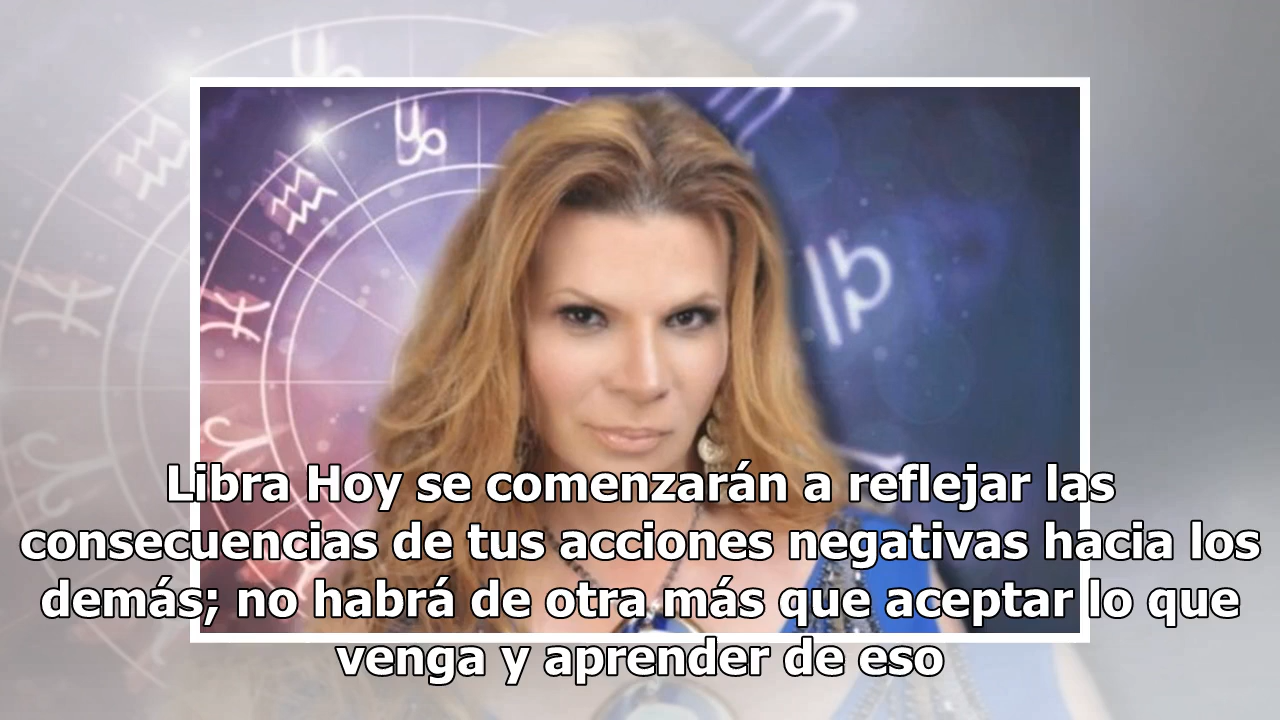 Libra Hoy se comenzarán a reflejar las
consecuencias de tus acciones negativas hacia los
demás; no habrá de otra más que aceptar lo que
venga y aprender de eso